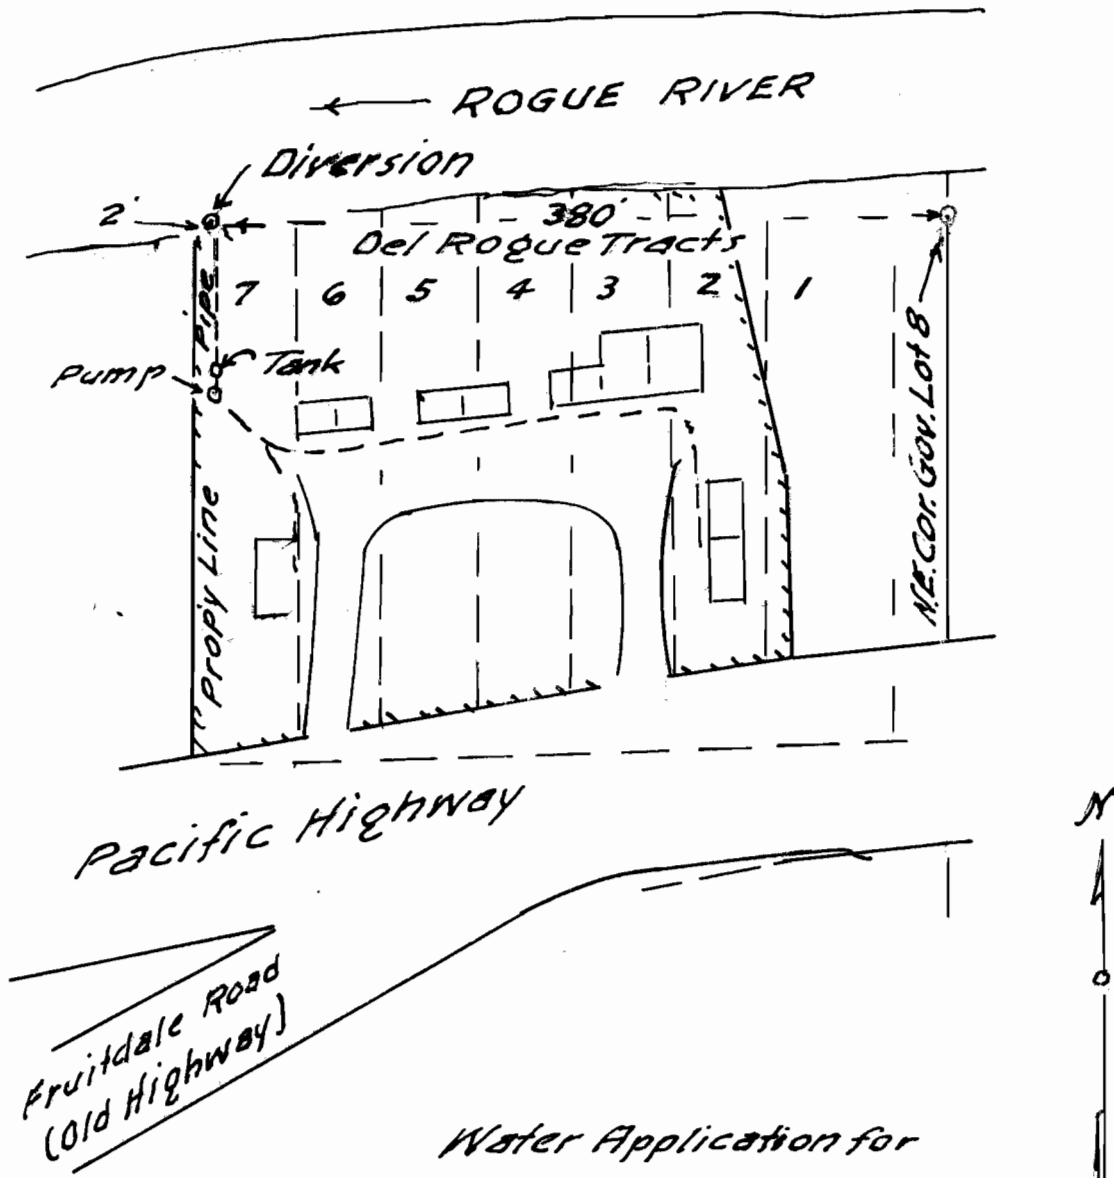 ROGUE RIVER
Diversion
2'
380'
Del Rogue Tracts
7 6 5 4 3 2 1
Pipe
Tank
Pump
Prop'y Line
N.E. Cor. Gov. Lot 8
Pacific Highway
N
Fruitdale Road
(Old Highway)
Water Application for